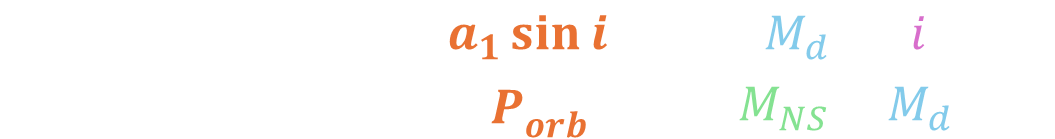 a₁ sin i M_d i
P_orb M_NS M_d